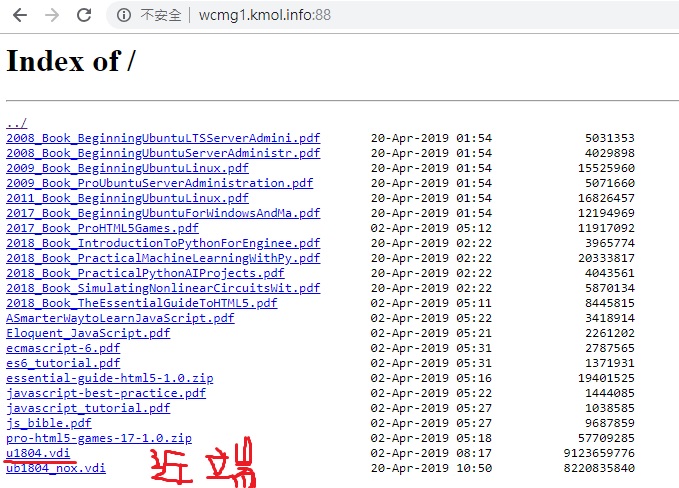 不安全 | wcmg1.kmol.info:88
Index of /
../
2008_Book_BeginningUbuntuLTSServerAdmini.pdf 20-Apr-2019 01:54 5031353
2008_Book_BeginningUbuntuServerAdministr.pdf 20-Apr-2019 01:54 4029898
2009_Book_BeginningUbuntuLinux.pdf 20-Apr-2019 01:54 15525960
2009_Book_ProUbuntuServerAdministration.pdf 20-Apr-2019 01:54 5071660
2011_Book_BeginningUbuntuLinux.pdf 20-Apr-2019 01:54 16826457
2017_Book_BeginningUbuntuForWindowsAndMa.pdf 20-Apr-2019 01:54 12194969
2017_Book_ProHTML5Games.pdf 02-Apr-2019 05:12 11917092
2018_Book_IntroductionToPythonForEnginee.pdf 20-Apr-2019 02:22 3965774
2018_Book_PracticalMachineLearningWithPy.pdf 20-Apr-2019 02:22 20333817
2018_Book_PracticalPythonAIProjects.pdf 20-Apr-2019 02:22 4043561
2018_Book_SimulatingNonlinearCircuitsWit.pdf 20-Apr-2019 02:22 5870134
2018_Book_TheEssentialGuideToHTML5.pdf 02-Apr-2019 05:11 8445815
ASmarterWaytoLearnJavaScript.pdf 02-Apr-2019 05:22 3418914
Eloquent_JavaScript.pdf 02-Apr-2019 05:21 2261202
ecmascript-6.pdf 02-Apr-2019 05:31 2787565
es6_tutorial.pdf 02-Apr-2019 05:31 1371931
essential-guide-html5-1.0.zip 02-Apr-2019 05:16 19401525
javascript-best-practice.pdf 02-Apr-2019 05:22 1444085
javascript_tutorial.pdf 02-Apr-2019 05:27 1038585
js_bible.pdf 02-Apr-2019 05:27 9687859
pro-html5-games-17-1.0.zip 02-Apr-2019 05:18 57709285
u1804.vdi 02-Apr-2019 08:17 9123659776
近端
ub1804_nox.vdi 20-Apr-2019 10:50 8220835840